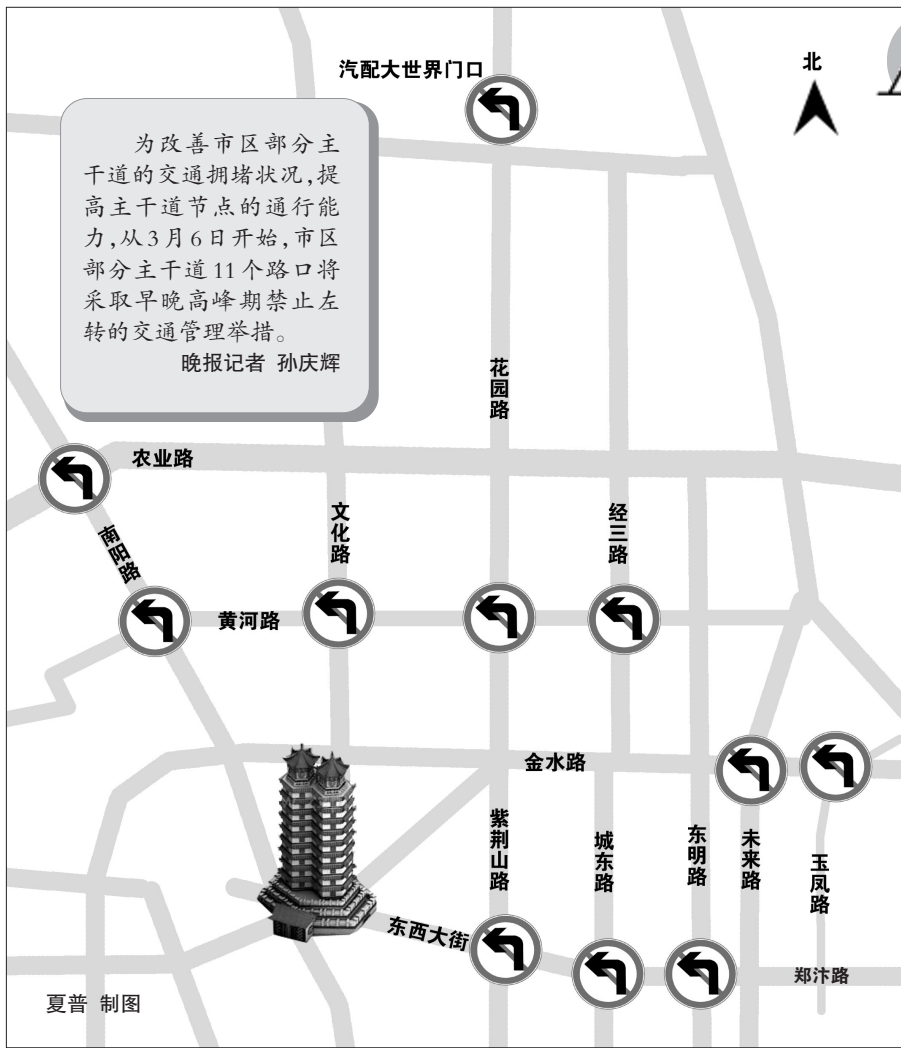 汽配大世界门口
北
为改善市区部分主
干道的交通拥堵状况,提
高主干道节点的通行能
力,从3月6日开始,市区
部分主干道11个路口将
采取早晚高峰期禁止左
转的交通管理举措。
晚报记者 孙庆辉
花园路
农业路
南阳路
文化路
经三路
黄河路
金水路
紫荆山路
城东路
东明路
未来路
玉凤路
东西大街
郑汴路
夏普 制图